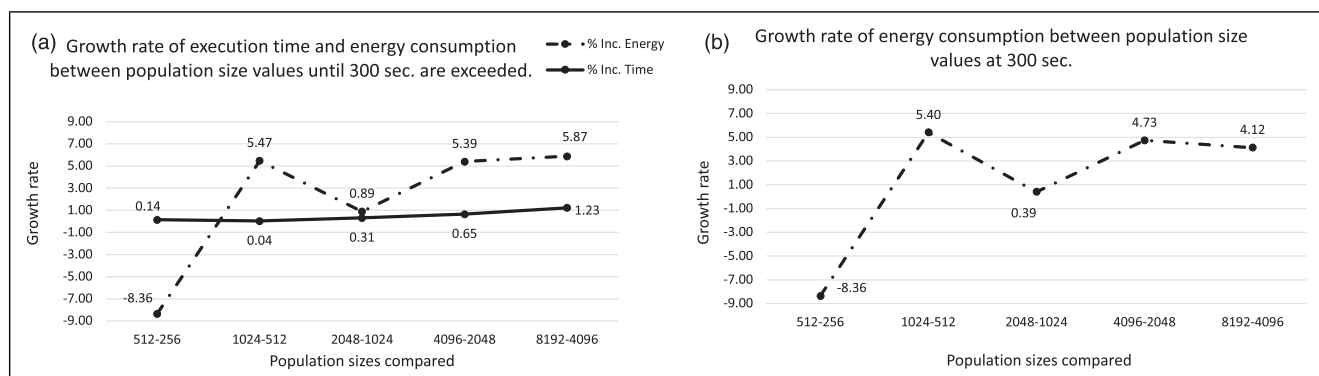 (a) Growth rate of execution time and energy consumption
between population size values until 300 sec. are exceeded.
% Inc. Energy
% Inc. Time
9.00
7.00
5.00
3.00
1.00
-1.00
-3.00
-5.00
-7.00
-9.00
Growth rate
0.14
-8.36
5.47
0.04
0.89
0.31
5.39
0.65
5.87
1.23
512-256 1024-512 2048-1024 4096-2048 8192-4096
Population sizes compared
(b) Growth rate of energy consumption between population size
values at 300 sec.
9.00
7.00
5.00
3.00
1.00
-1.00
-3.00
-5.00
-7.00
-9.00
Growth rate
-8.36
5.40
0.39
4.73
4.12
512-256 1024-512 2048-1024 4096-2048 8192-4096
Population sizes compared